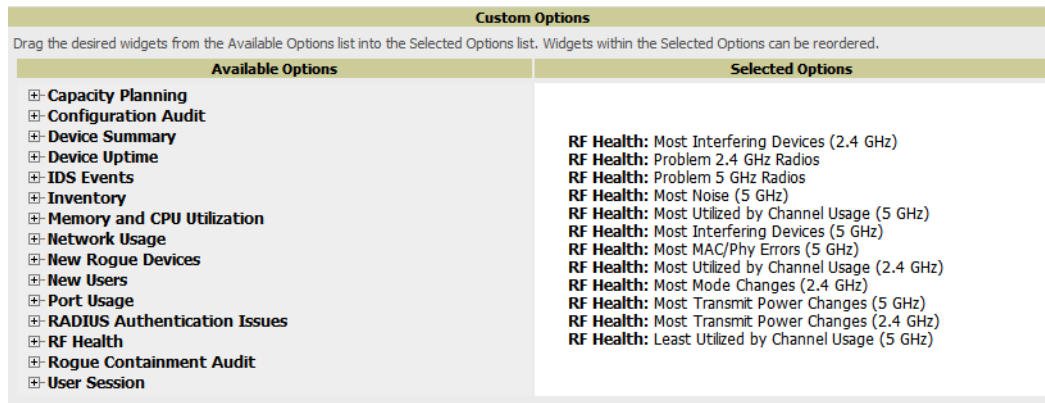 Custom Options
Drag the desired widgets from the Available Options list into the Selected Options list. Widgets within the Selected Options can be reordered.
Available Options
Selected Options
Capacity Planning
Configuration Audit
Device Summary
Device Uptime
IDS Events
Inventory
Memory and CPU Utilization
Network Usage
New Rogue Devices
New Users
Port Usage
RADIUS Authentication Issues
RF Health
Rogue Containment Audit
User Session
RF Health: Most Interfering Devices (2.4 GHz)
RF Health: Problem 2.4 GHz Radios
RF Health: Problem 5 GHz Radios
RF Health: Most Noise (5 GHz)
RF Health: Most Utilized by Channel Usage (5 GHz)
RF Health: Most Interfering Devices (5 GHz)
RF Health: Most MAC/Phy Errors (5 GHz)
RF Health: Most Utilized by Channel Usage (2.4 GHz)
RF Health: Most Mode Changes (2.4 GHz)
RF Health: Most Transmit Power Changes (5 GHz)
RF Health: Most Transmit Power Changes (2.4 GHz)
RF Health: Least Utilized by Channel Usage (5 GHz)